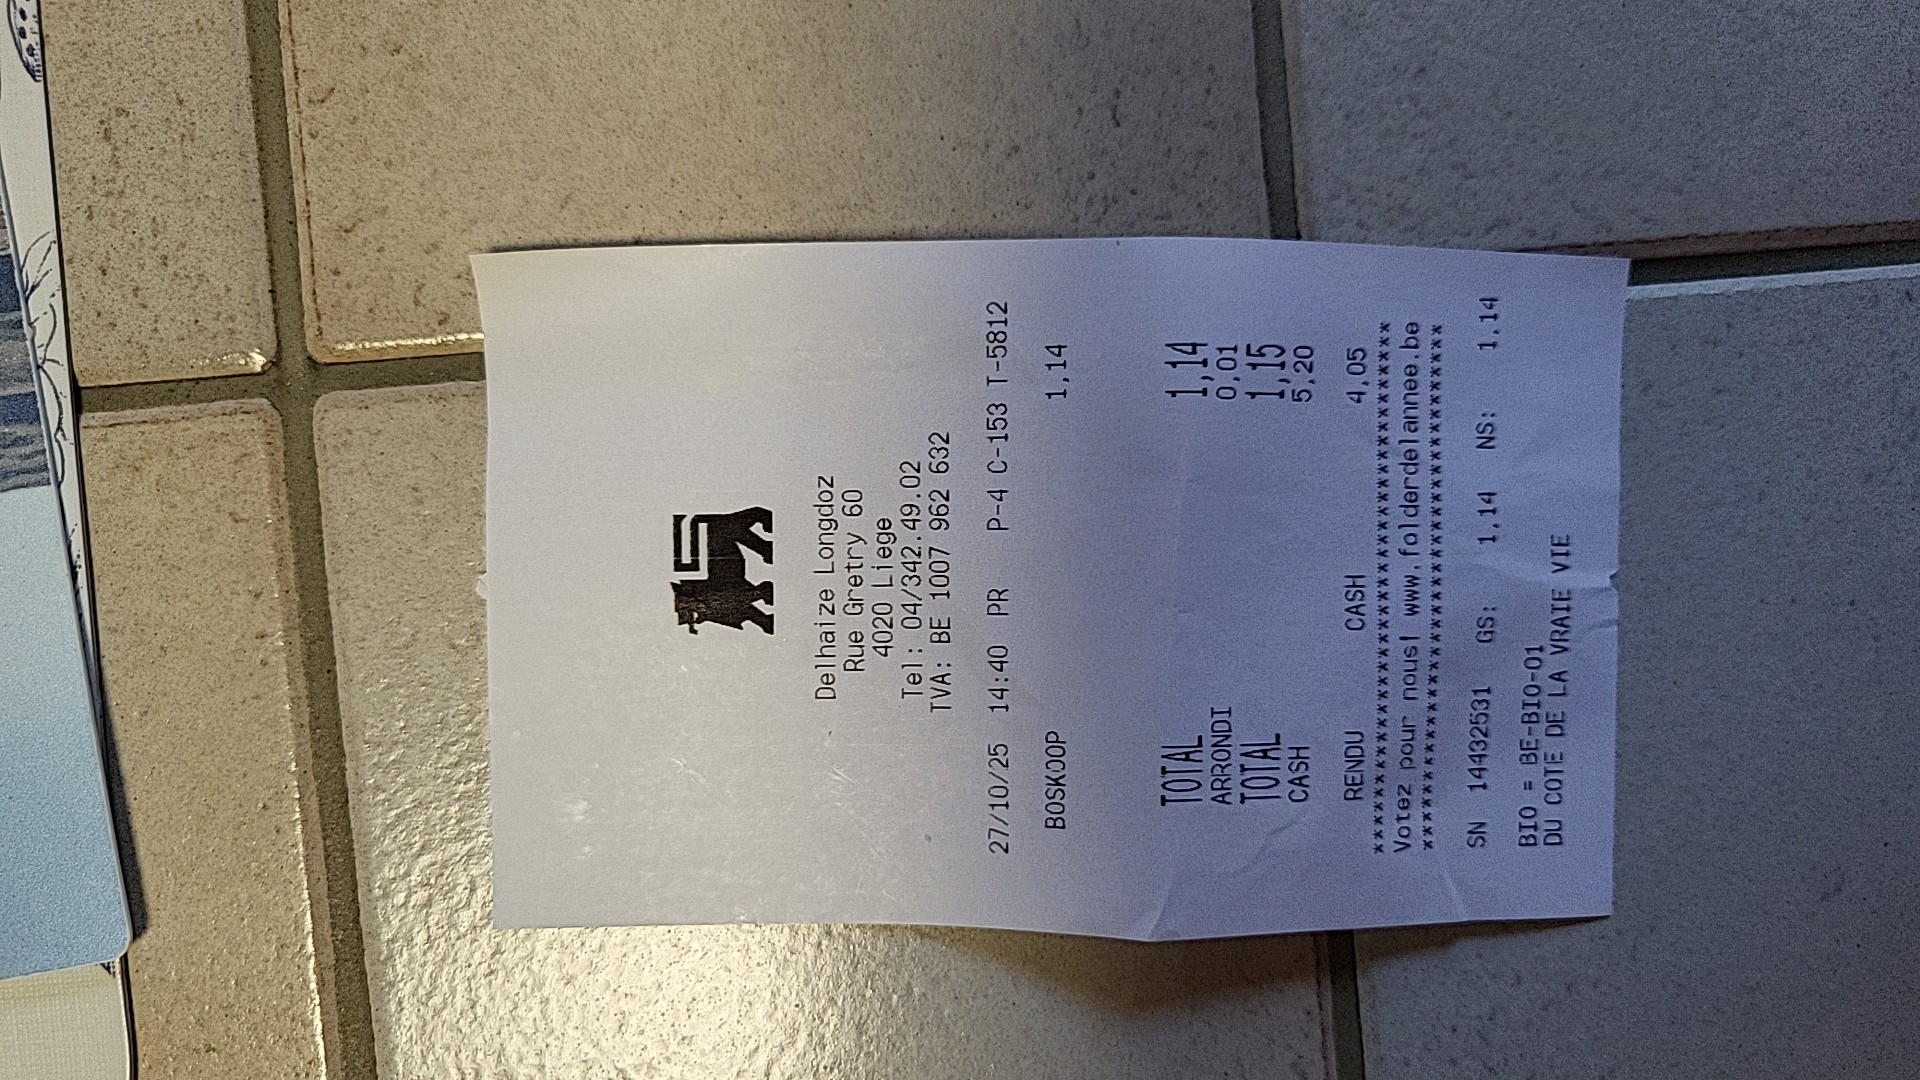 Delhaize Longdoz
Rue Gretry 60
4020 Liege
Tel: 04/342.49.02
TVA: BE 1007 962 632
27/10/25 14:40 PR P-4 C-153 T-5812
BOSKOOP 1,14
TOTAL 1,14
ARRONDI 0,01
TOTAL 1,15
CASH 5,20
RENDU CASH 4,05
****************************************
Votez pour nous! www.folderdelannee.be
****************************************
SN 14432531 GS: 1,14 NS: 1,14
BIO = BE-BIO-01
DU COTE DE LA VRAIE VIE